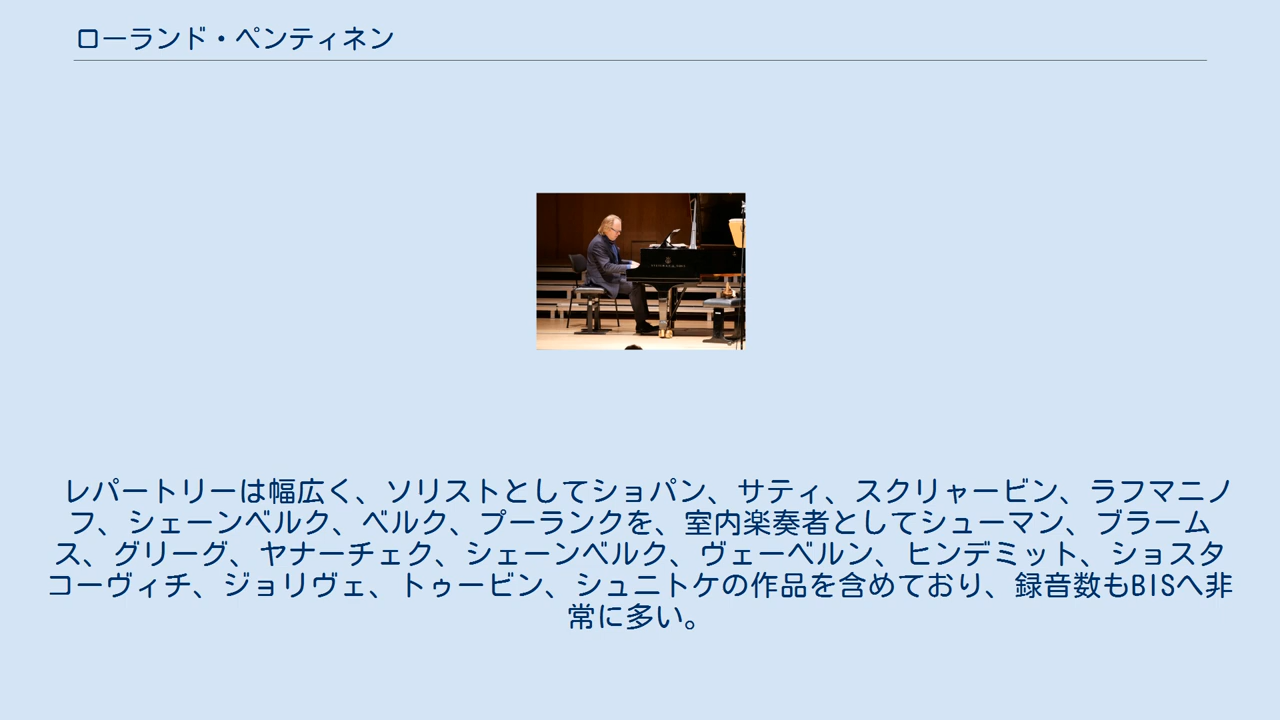 ローランド・ペンティネン
レパートリーは幅広く、ソリストとしてショパン、サティ、スクリャービン、ラフマニノ
フ、シェーンベルク、ベルク、プーランクを、室内楽奏者としてシューマン、ブラーム
ス、グリーグ、ヤナーチェク、シェーンベルク、ヴェーベルン、ヒンデミット、ショスタ
コーヴィチ、ジョリヴェ、トゥービン、シュニトケの作品を含めており、録音数もBISへ非
常に多い。